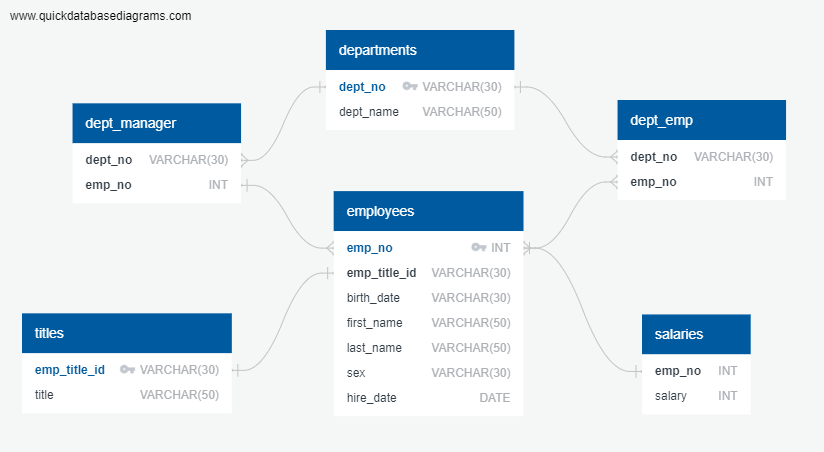 www.quickdatabasediagrams.com
departments
dept_no VARCHAR(30)
dept_name VARCHAR(50)
dept_manager
dept_no VARCHAR(30)
emp_no INT
dept_emp
dept_no VARCHAR(30)
emp_no INT
employees
emp_no INT
emp_title_id VARCHAR(30)
birth_date VARCHAR(30)
first_name VARCHAR(50)
last_name VARCHAR(50)
sex VARCHAR(30)
hire_date DATE
titles
emp_title_id VARCHAR(30)
title VARCHAR(50)
salaries
emp_no INT
salary INT